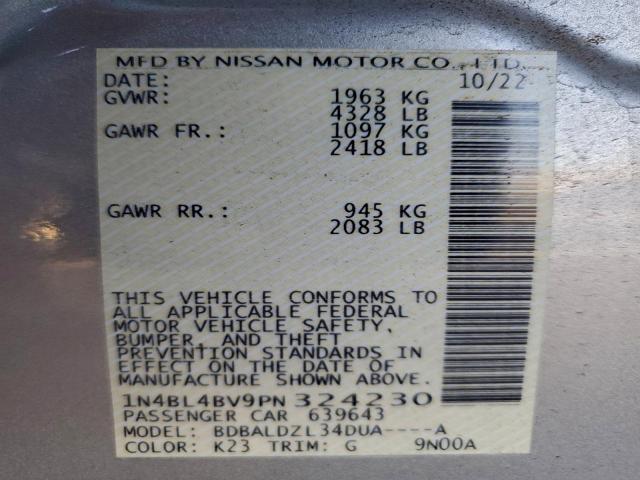 MFD BY NISSAN MOTOR CO., LTD.
DATE: 10/22
GVWR: 1963 KG
4328 LB
GAWR FR.: 1097 KG
2418 LB
GAWR RR.: 945 KG
2083 LB
THIS VEHICLE CONFORMS TO
ALL APPLICABLE FEDERAL
MOTOR VEHICLE SAFETY,
BUMPER, AND THEFT
PREVENTION STANDARDS IN
EFFECT ON THE DATE OF
MANUFACTURE SHOWN ABOVE.
1N4BL4BV9PN324230
PASSENGER CAR 639643
MODEL: BDBALDZL34DUA----A
COLOR: K23 TRIM: G 9N00A